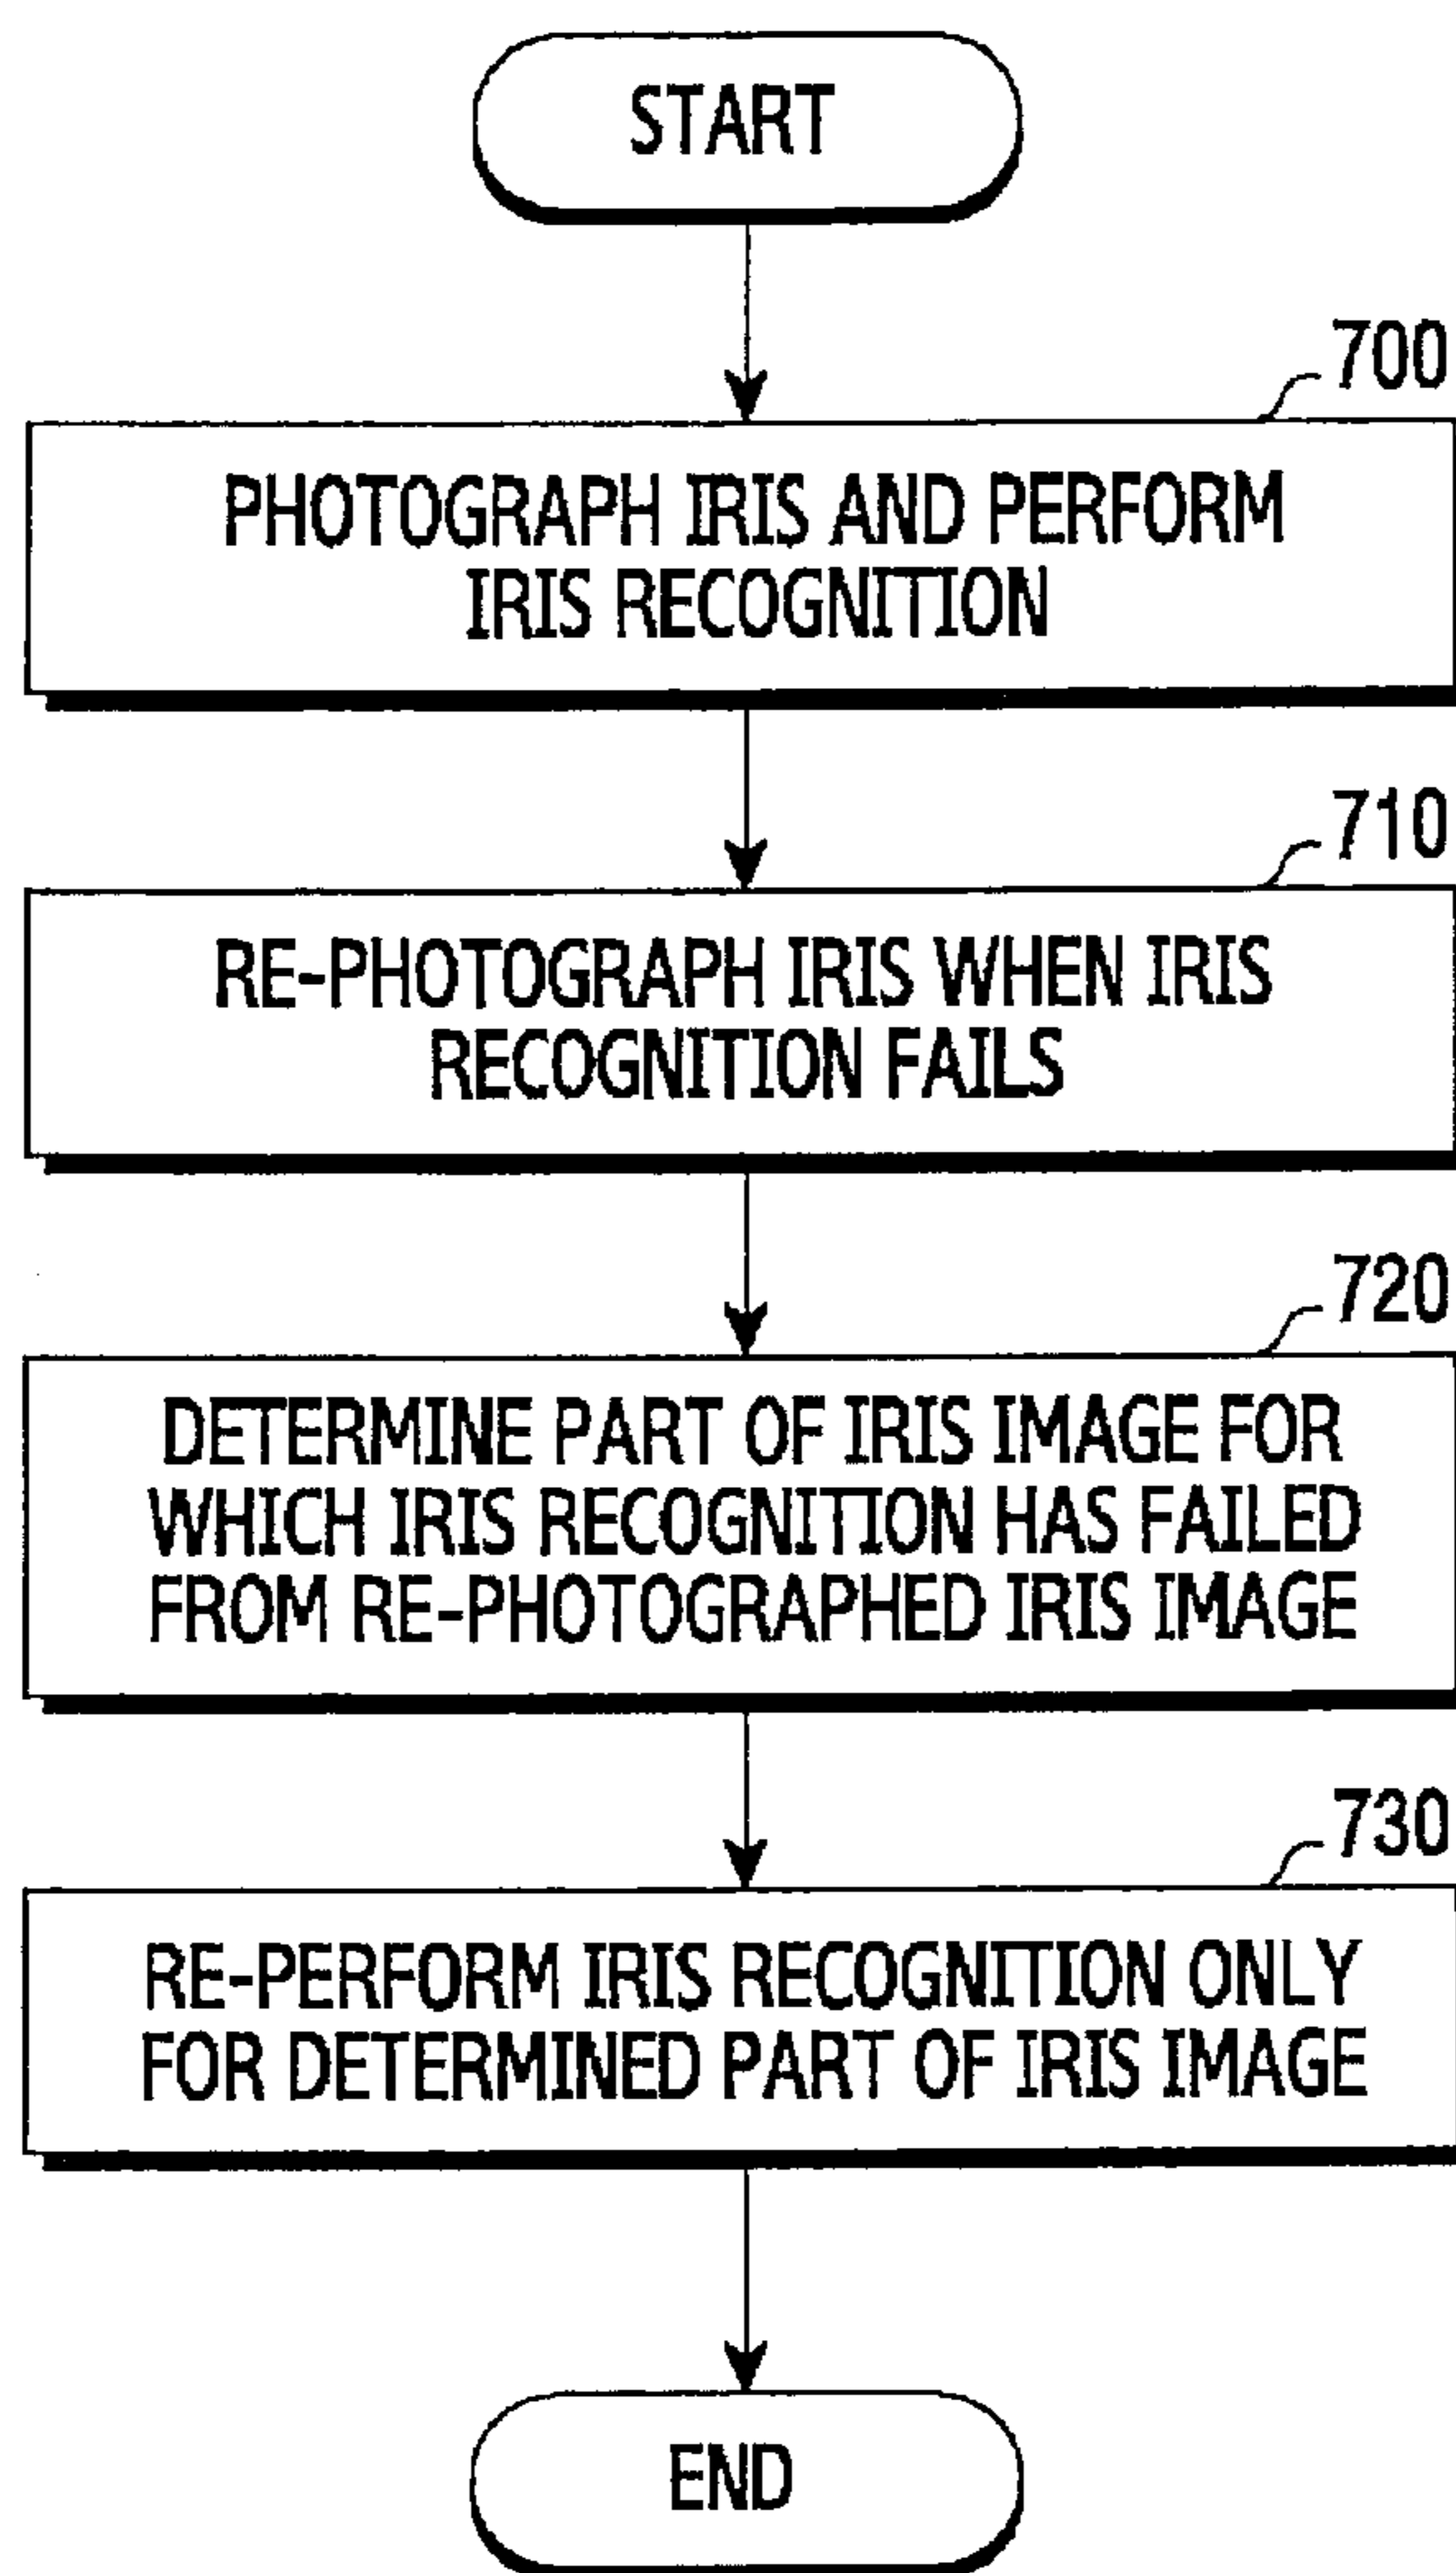 START
700
PHOTOGRAPH IRIS AND PERFORM
IRIS RECOGNITION
710
RE-PHOTOGRAPH IRIS WHEN IRIS
RECOGNITION FAILS
720
DETERMINE PART OF IRIS IMAGE FOR
WHICH IRIS RECOGNITION HAS FAILED
FROM RE-PHOTOGRAPHED IRIS IMAGE
730
RE-PERFORM IRIS RECOGNITION ONLY
FOR DETERMINED PART OF IRIS IMAGE
END